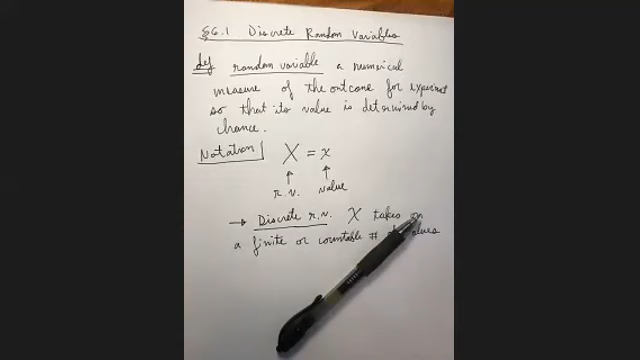 §6.1 Discrete Random Variables
def random variable a numerical
measure of the outcome for experiment
so that its value is determined by
chance.
Notation X = x
↑ ↑
r.v. value
→ Discrete r.v. X takes on
a finite or countable # values